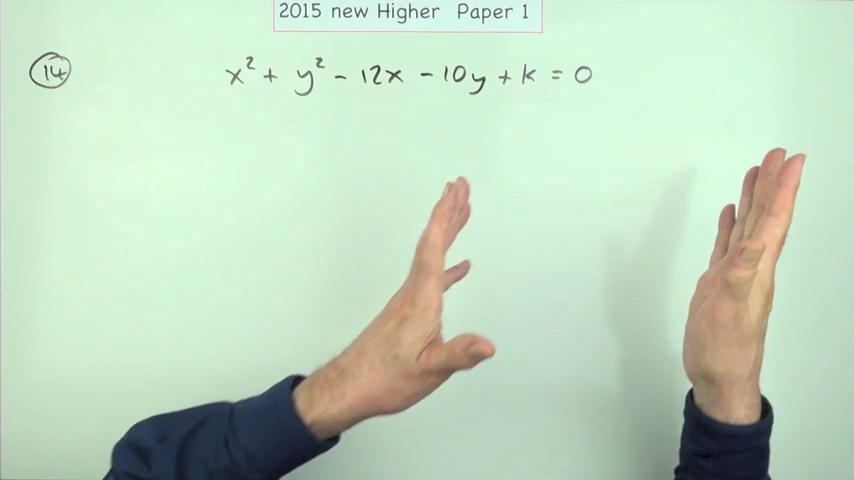 2015 new Higher Paper 1
14 x² + y² - 12x - 10y + k = 0